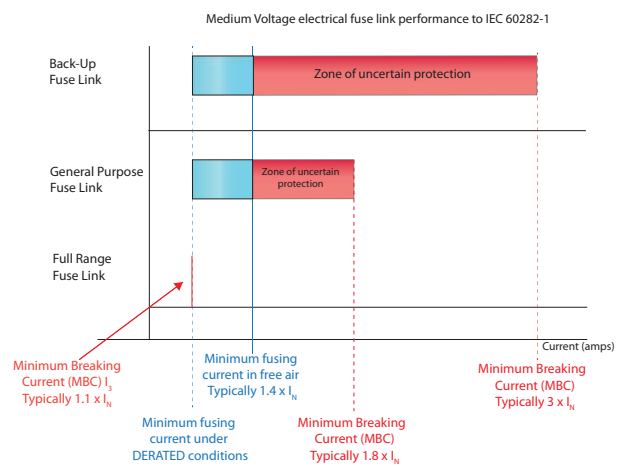 Medium Voltage electrical fuse link performance to IEC 60282-1
Back-Up
Fuse Link
Zone of uncertain protection
General Purpose
Fuse Link
Zone of uncertain
protection
Full Range
Fuse Link
Current (amps)
Minimum Breaking
Current (MBC) I3
Typically 1.1 x IN
Minimum fusing
current in free air
Typically 1.4 x IN
Minimum Breaking
Current (MBC)
Typically 3 x IN
Minimum fusing
current under
DERATED conditions
Minimum Breaking
Current (MBC)
Typically 1.8 x IN